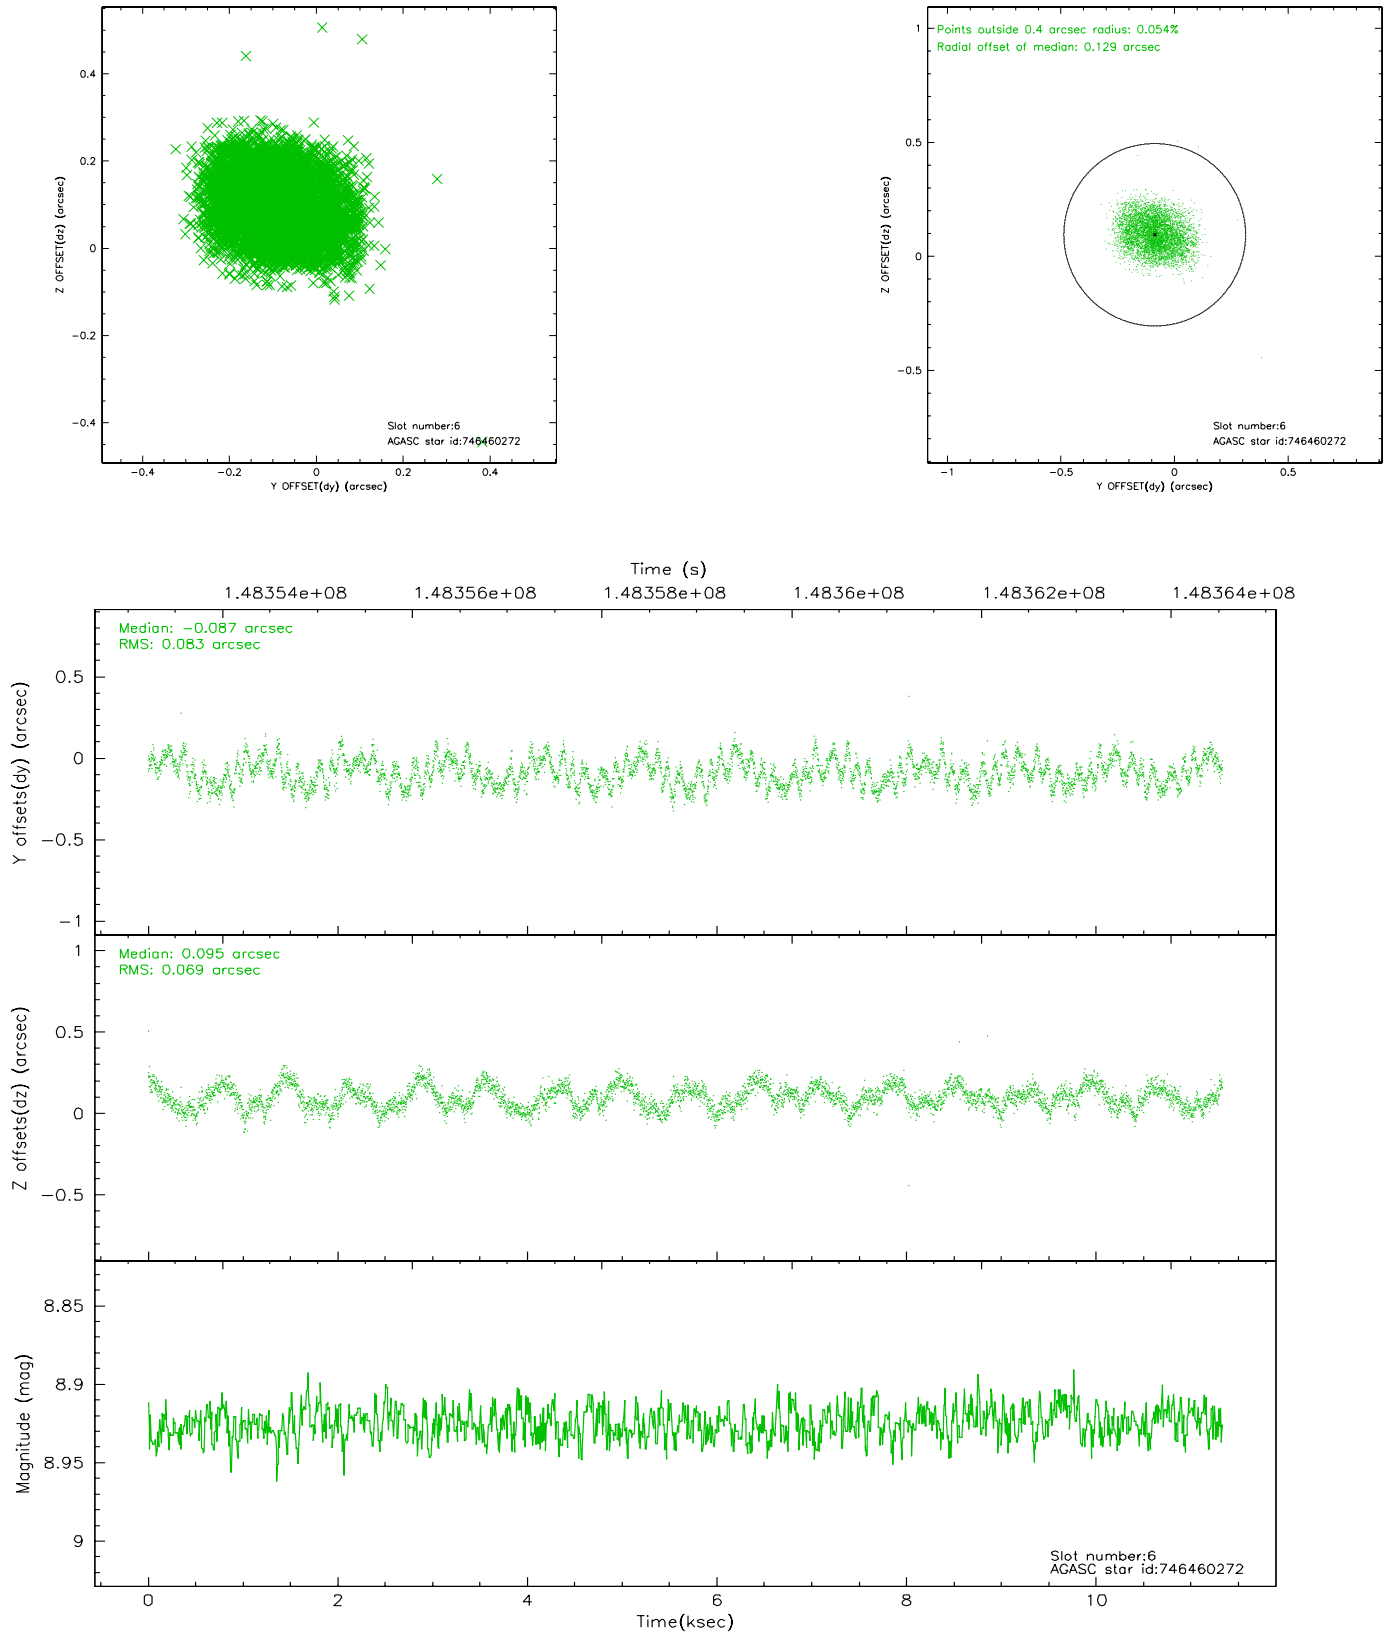 0.4
0.2
0
−0.2
−0.4
Z OFFSET(dz) (arcsec)
−0.4 −0.2 0 0.2 0.4
Y OFFSET(dy) (arcsec)
Slot number:6
AGASC star id:746460272
Points outside 0.4 arcsec radius: 0.054%
Radial offset of median: 0.129 arcsec
1
0.5
0
−0.5
Z OFFSET(dz) (arcsec)
−1 −0.5 0 0.5
Y OFFSET(dy) (arcsec)
Slot number:6
AGASC star id:746460272
Time (s)
1.48354e+08 1.48356e+08 1.48358e+08 1.4836e+08 1.48362e+08 1.48364e+08
Median: −0.087 arcsec
RMS: 0.083 arcsec
0.5
0
−0.5
−1
Y offsets(dy) (arcsec)
Median: 0.095 arcsec
RMS: 0.069 arcsec
1
0.5
0
−0.5
Z offsets(dz) (arcsec)
8.85
8.9
8.95
9
Magnitude (mag)
Slot number:6
AGASC star id:746460272
0 2 4 6 8 10
Time(ksec)